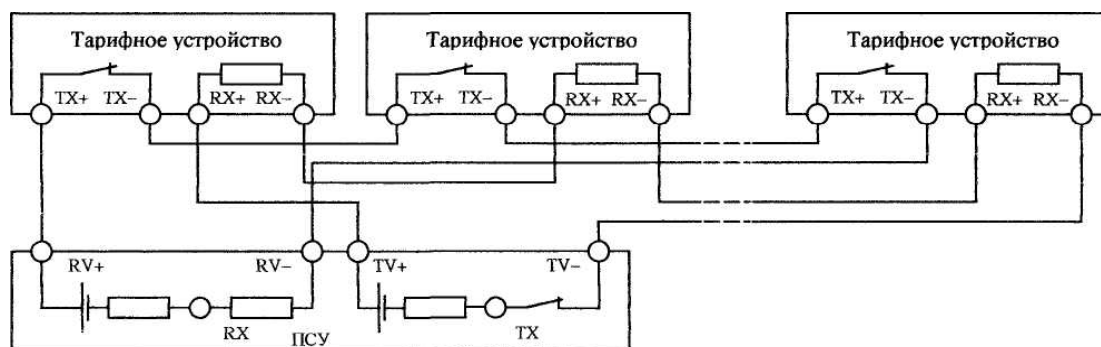 Тарифное устройство Тарифное устройство Тарифное устройство
TX+ TX− RX+ RX− TX+ TX− RX+ RX− TX+ TX− RX+ RX−
RV+ RV− TV+ TV−
RX TX
ПСУ